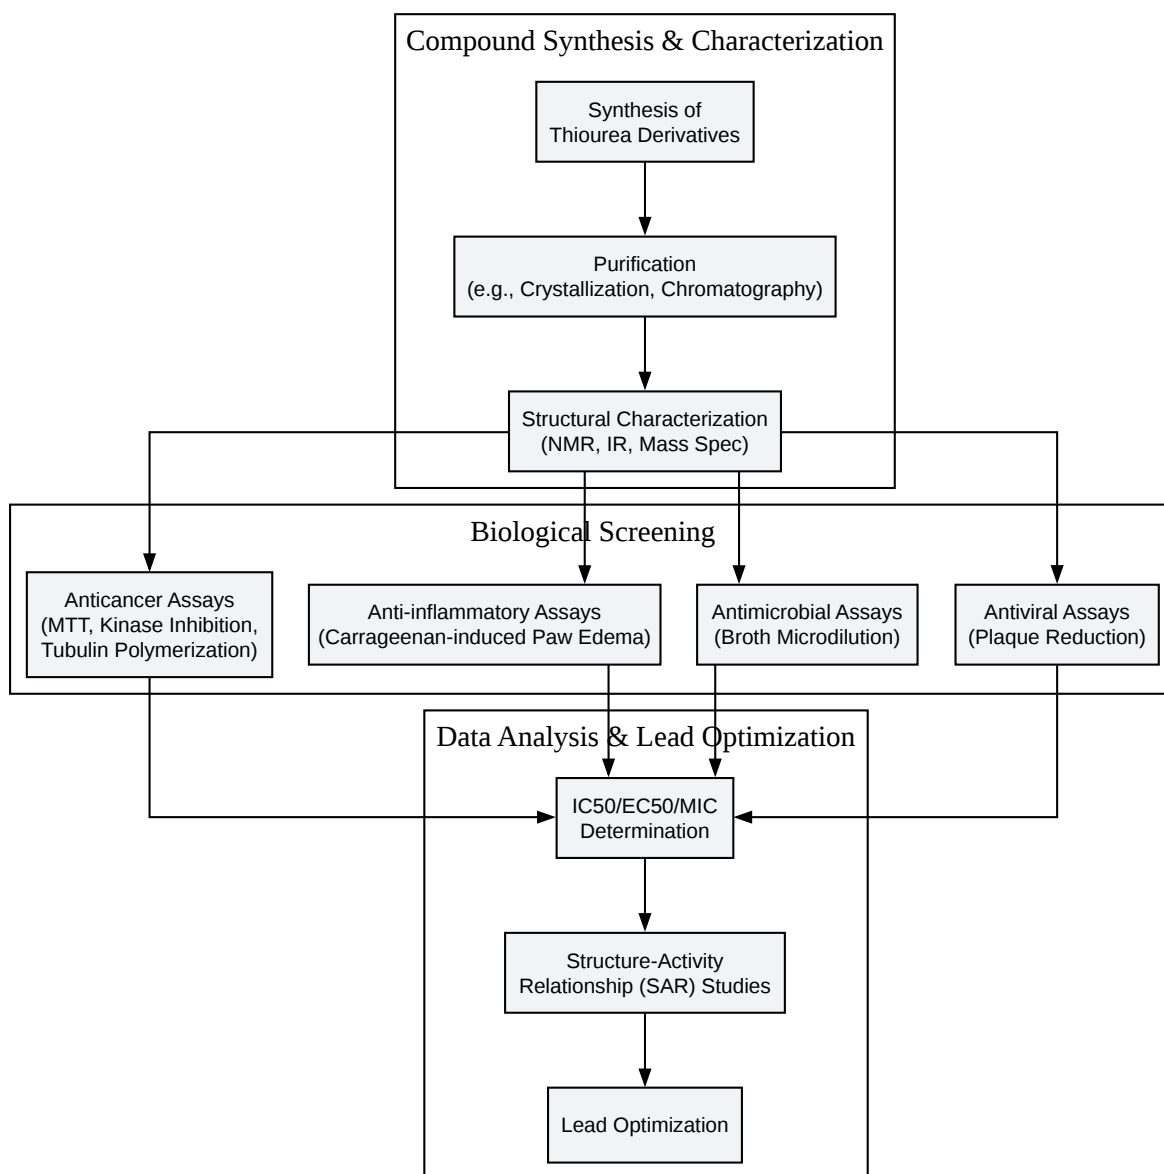 Compound Synthesis & Characterization
Synthesis of
Thiourea Derivatives
Purification
(e.g., Crystallization, Chromatography)
Structural Characterization
(NMR, IR, Mass Spec)
Biological Screening
Anticancer Assays
(MTT, Kinase Inhibition,
Tubulin Polymerization)
Anti-inflammatory Assays
(Carrageenan-induced Paw Edema)
Antimicrobial Assays
(Broth Microdilution)
Antiviral Assays
(Plaque Reduction)
Data Analysis & Lead Optimization
IC50/EC50/MIC
Determination
Structure-Activity
Relationship (SAR) Studies
Lead Optimization